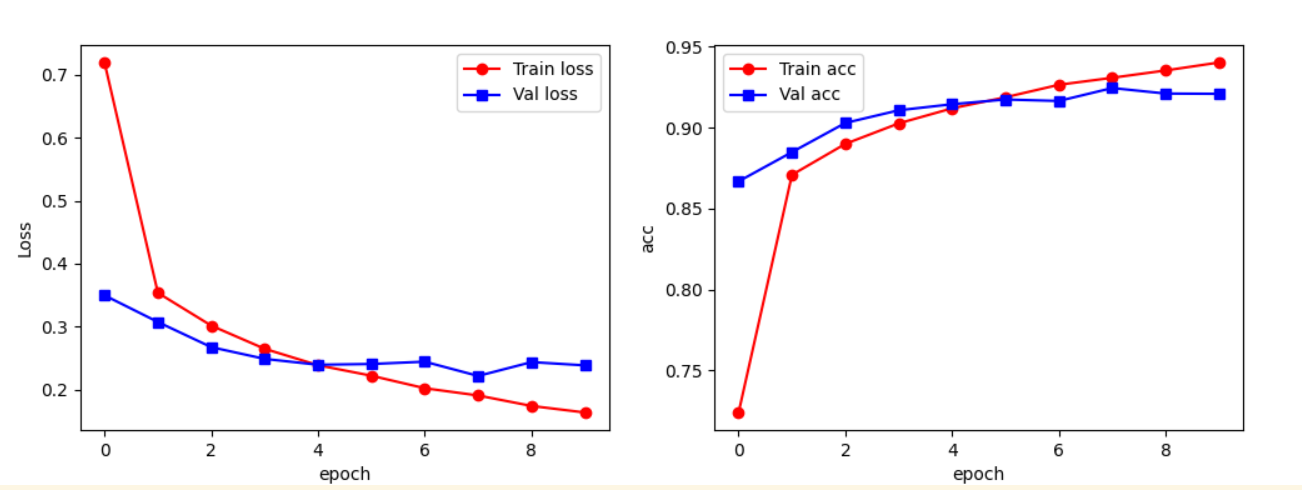 Train loss
Val loss
0.7
0.6
0.5
0.4
0.3
0.2
Loss
0 2 4 6 8
epoch
Train acc
Val acc
0.95
0.90
0.85
0.80
0.75
acc
0 2 4 6 8
epoch